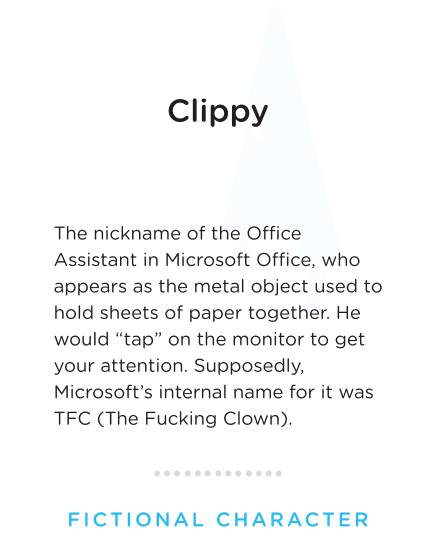 Clippy
The nickname of the Office
Assistant in Microsoft Office, who
appears as the metal object used to
hold sheets of paper together. He
would “tap” on the monitor to get
your attention. Supposedly,
Microsoft’s internal name for it was
TFC (The Fucking Clown).
FICTIONAL CHARACTER